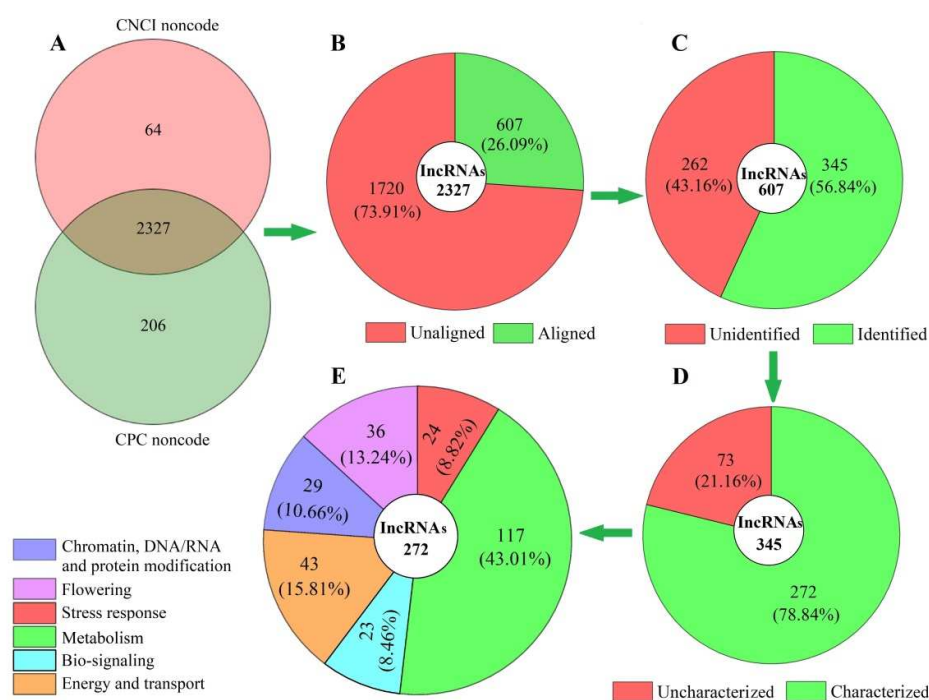 A
CNCI noncode
64
2327
206
CPC noncode
B
607
(26.09%)
lncRNAs
2327
1720
(73.91%)
Unaligned
Aligned
C
262
(43.16%)
lncRNAs
607
345
(56.84%)
Unidentified
Identified
D
73
(21.16%)
lncRNAs
345
272
(78.84%)
Uncharacterized
Characterized
E
36
(13.24%)
24
(8.82%)
29
(10.66%)
lncRNAs
272
117
(43.01%)
43
(15.81%)
23
(8.46%)
Chromatin, DNA/RNA
and protein modification
Flowering
Stress response
Metabolism
Bio-signaling
Energy and transport